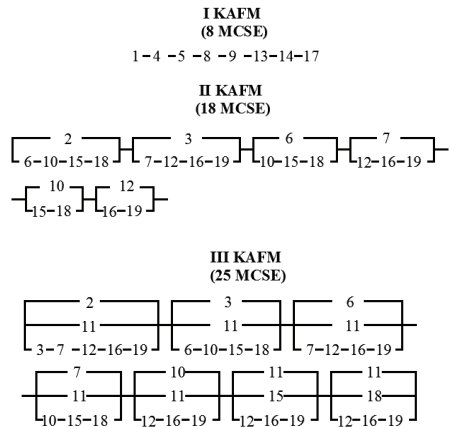 I KAFM
(8 MCSE)
1-4 -5 -8 -9 -13-14-17
II KAFM
(18 MCSE)
2 3 6 7
6-10-15-18 7-12-16-19 10-15-18 12-16-19
10 12
15-18 16-19
III KAFM
(25 MCSE)
2 3 6
11 11 11
3-7 -12-16-19 6-10-15-18 7-12-16-19
7 10 11 11
11 11 15 18
10-15-18 12-16-19 12-16-19 12-16-19